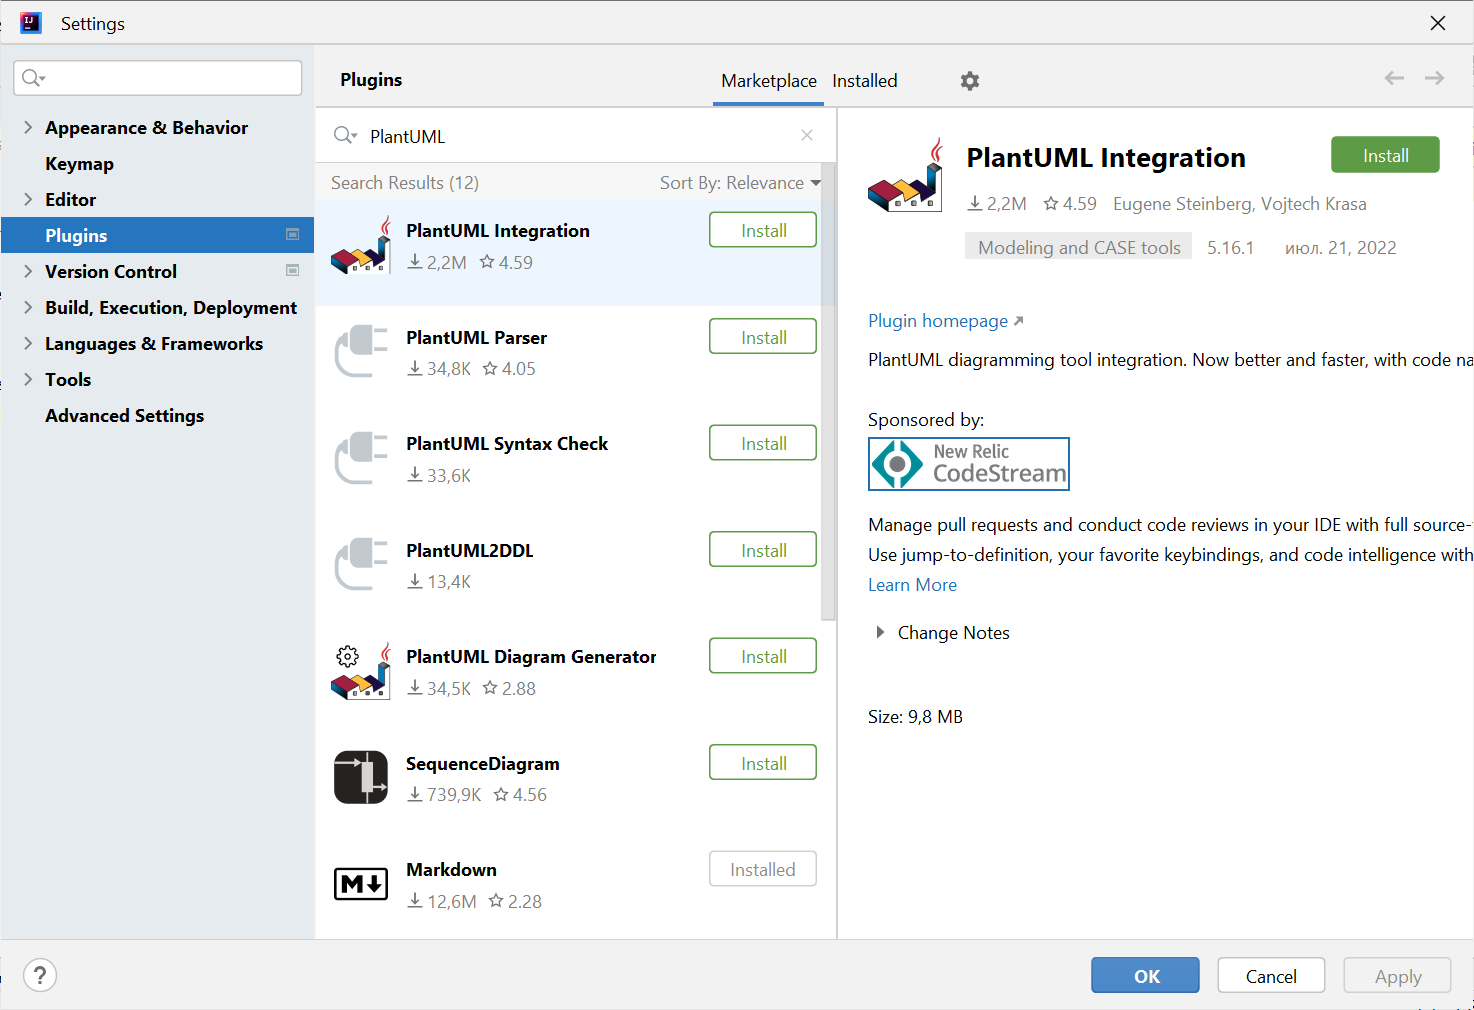 Settings
Appearance & Behavior
Keymap
Editor
Plugins
Version Control
Build, Execution, Deployment
Languages & Frameworks
Tools
Advanced Settings
Plugins
Marketplace
Installed
PlantUML
Search Results (12)
Sort By: Relevance
PlantUML Integration
Install
2,2M
4.59
PlantUML Parser
Install
34,8K
4.05
PlantUML Syntax Check
Install
33,6K
PlantUML2DDL
Install
13,4K
PlantUML Diagram Generator
Install
34,5K
2.88
SequenceDiagram
Install
739,9K
4.56
Markdown
Installed
12,6M
2.28
PlantUML Integration
Install
2,2M
4.59
Eugene Steinberg, Vojtech Krasa
Modeling and CASE tools
5.16.1
июл. 21, 2022
Plugin homepage
PlantUML diagramming tool integration. Now better and faster, with code na
Sponsored by:
New Relic
CodeStream
Manage pull requests and conduct code reviews in your IDE with full source-
Use jump-to-definition, your favorite keybindings, and code intelligence with
Learn More
Change Notes
Size: 9,8 MB
?
OK
Cancel
Apply